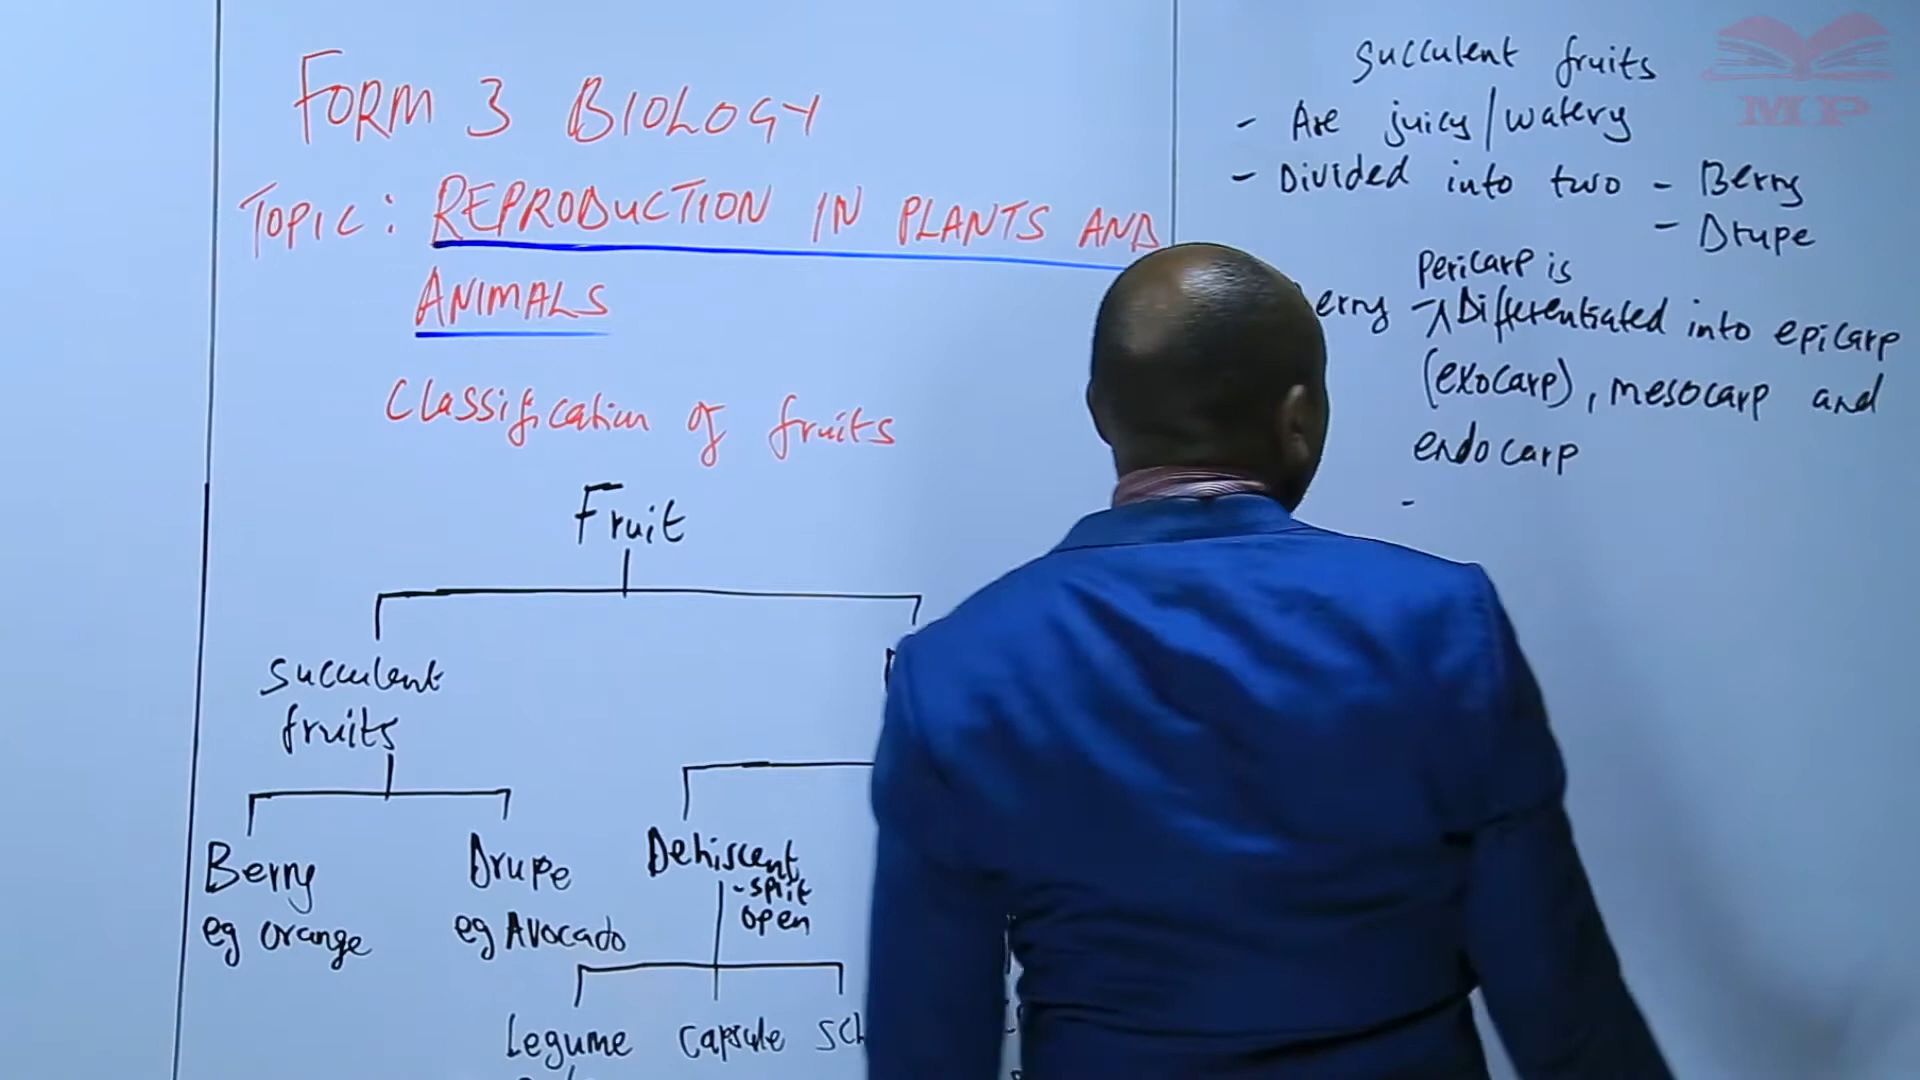 FORM 3 BIOLOGY
TOPIC: REPRODUCTION IN PLANTS AND
ANIMALS
Classification of fruits
Fruit
Succulent
fruits
Berry
eg orange
Drupe
eg Avocado
Dehiscent
- split
open
Legume capsule
Succulent fruits
- Are juicy/watery
- Divided into two - Berry
- Drupe
pericarp is
erry - Differentiated into epicarp
(exocarp), mesocarp and
endocarp
-
MP